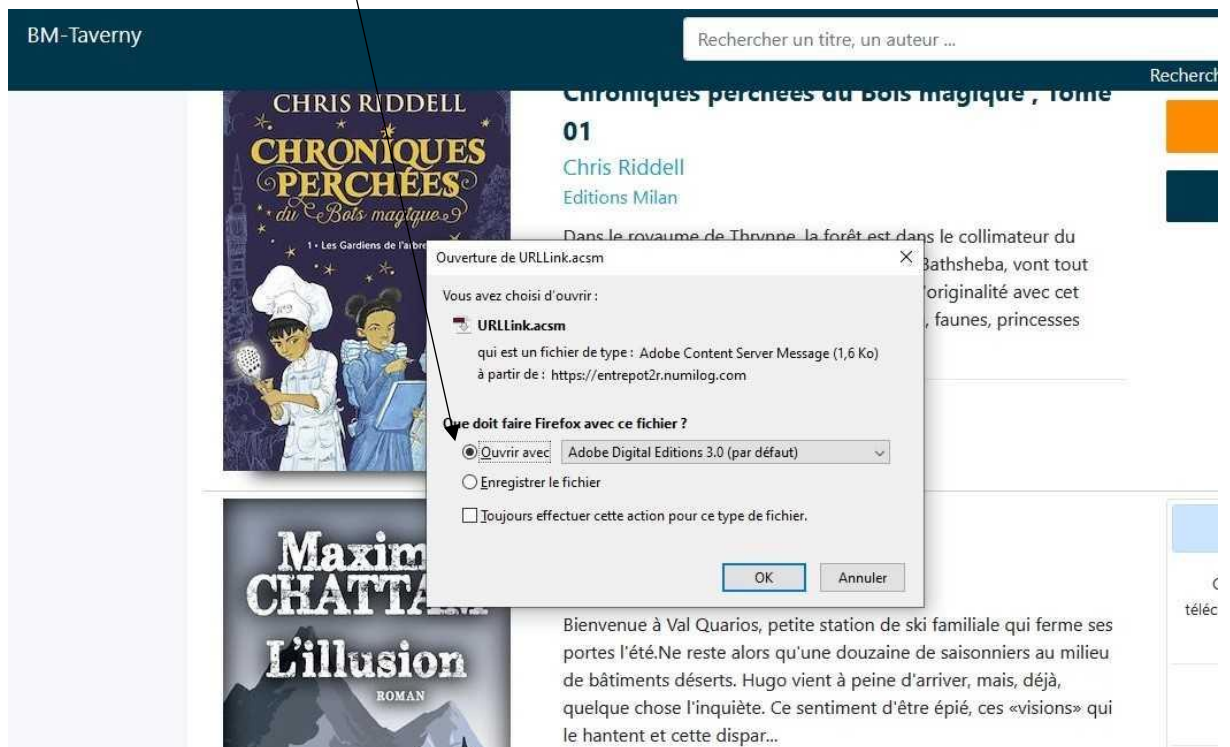 BM-Taverny
Rechercher un titre, un auteur ...
Recherch
CHRIS RIDDELL
CHRONIQUES
PERCHÉES
du Bois magique
1 • Les Gardiens de l'arbre
Chroniques perchées du Bois magique , Tome
01
Chris Riddell
Editions Milan
Dans le royaume de Thrynne, la forêt est dans le collimateur du
Bathsheba, vont tout
'originalité avec cet
, faunes, princesses
Ouverture de URLLink.acsm
Vous avez choisi d'ouvrir :
URLLink.acsm
qui est un fichier de type : Adobe Content Server Message (1,6 Ko)
à partir de : https://entrepot2r.numilog.com
Que doit faire Firefox avec ce fichier ?
Ouvrir avec Adobe Digital Editions 3.0 (par défaut)
Enregistrer le fichier
Toujours effectuer cette action pour ce type de fichier.
OK Annuler
Maxim
CHATTA
L'illusion
ROMAN
Bienvenue à Val Quarios, petite station de ski familiale qui ferme ses
portes l'été.Ne reste alors qu'une douzaine de saisonniers au milieu
de bâtiments déserts. Hugo vient à peine d'arriver, mais, déjà,
quelque chose l'inquiète. Ce sentiment d'être épié, ces «visions» qui
le hantent et cette dispar...
téléc